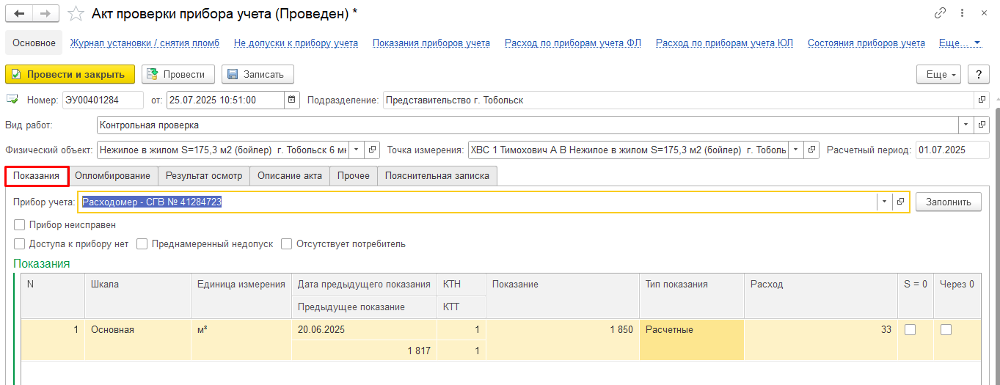 Акт проверки прибора учета (Проведен) *
Основное Журнал установки / снятия пломб Не допуски к прибору учета Показания приборов учета Расход по приборам учета ФЛ Расход по приборам учета ЮЛ Состояния приборов учета Еще...
Провести и закрыть Провести Записать Еще ?
Номер: ЭУ00401284 от: 25.07.2025 10:51:00 Подразделение: Представительство г. Тобольск
Вид работ: Контрольная проверка
Физический объект: Нежилое в жилом S=175,3 м2 (бойлер) г. Тобольск 6 мк Точка измерения: ХВС 1 Тимохович А В Нежилое в жилом S=175,3 м2 (бойлер) г. Тоболь Расчетный период: 01.07.2025
Показания Опломбирование Результат осмотр Описание акта Прочее Пояснительная записка
Прибор учета: Расходомер - СГВ № 41284723 Заполнить
Прибор неисправен
Доступа к прибору нет Преднамеренный недопуск Отсутствует потребитель
Показания
N Шкала Единица измерения Дата предыдущего показания КТН Показание Тип показания Расход S = 0 Через 0
Предыдущее показание КТТ
1 Основная м³ 20.06.2025 1 1 850 Расчетные 33
1 817 1